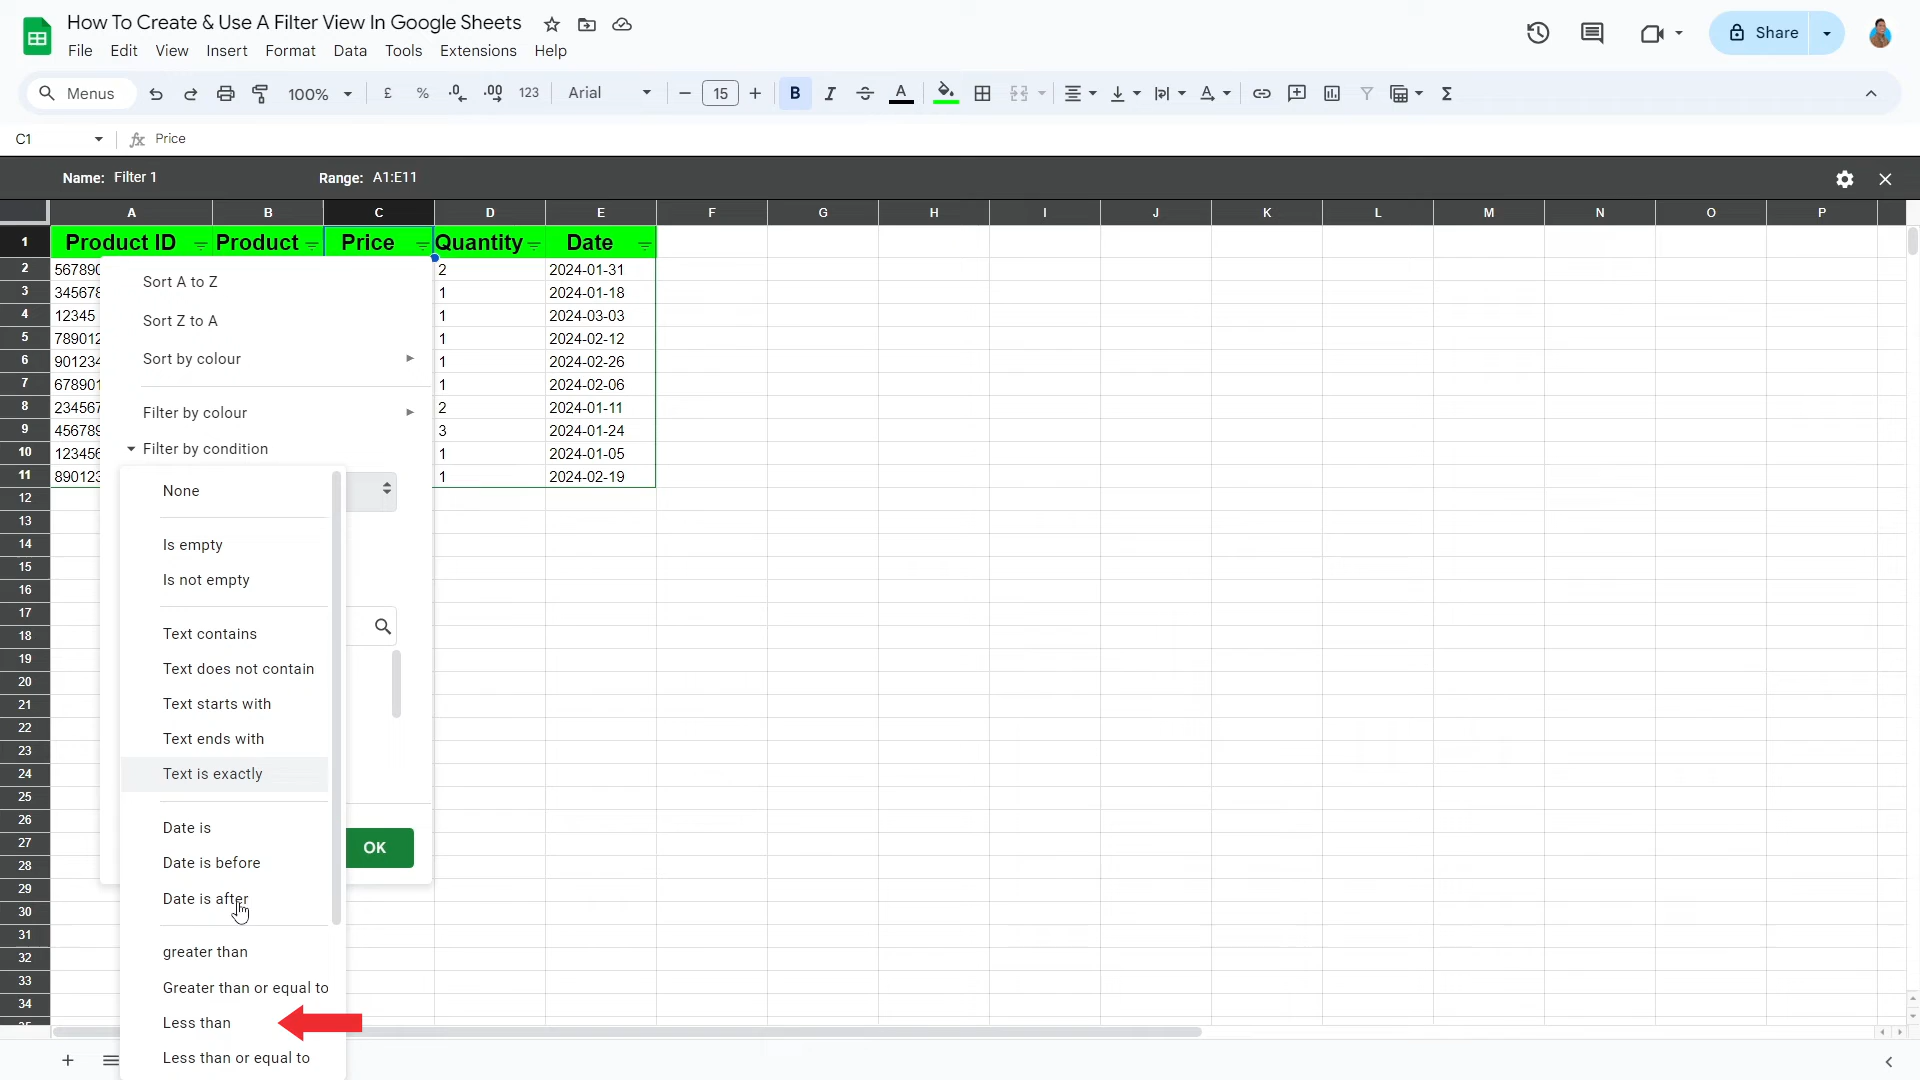 How To Create & Use A Filter View In Google Sheets
File Edit View Insert Format Data Tools Extensions Help
Share
Menus 100% £ % .0 .00 123 Arial 15 B I A
C1 fx Price
Name: Filter 1 Range: A1:E11
A B C D E F G H I J K L M N O P
1 Product ID Product Price Quantity Date
2 2 2024-01-31
3 1 2024-01-18
4 12345 1 2024-03-03
5 1 2024-02-12
6 1 2024-02-26
7 1 2024-02-06
8 2 2024-01-11
9 3 2024-01-24
10 1 2024-01-05
11 1 2024-02-19
12
13
14
15
16
17
18
19
20
21
22
23
24
25
26
27
28
29
30
31
32
33
34
Sort A to Z
Sort Z to A
Sort by colour
Filter by colour
Filter by condition
None
Is empty
Is not empty
Text contains
Text does not contain
Text starts with
Text ends with
Text is exactly
Date is
Date is before
Date is after
greater than
Greater than or equal to
Less than
Less than or equal to
OK